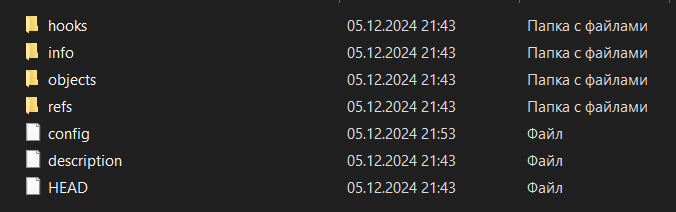 hooks 05.12.2024 21:43 Папка с файлами
info 05.12.2024 21:43 Папка с файлами
objects 05.12.2024 21:43 Папка с файлами
refs 05.12.2024 21:43 Папка с файлами
config 05.12.2024 21:53 Файл
description 05.12.2024 21:43 Файл
HEAD 05.12.2024 21:43 Файл